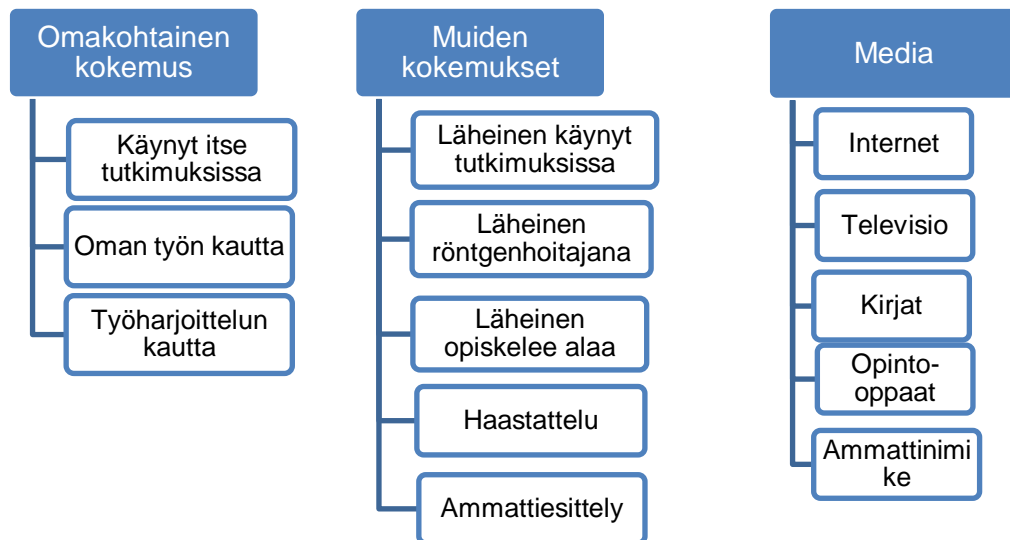 Omakohtainen
kokemus
Käynyt itse
tutkimuksissa
Oman työn kautta
Työharjoittelun
kautta
Muiden
kokemukset
Läheinen käynyt
tutkimuksissa
Läheinen
röntgenhoitajana
Läheinen
opiskelee alaa
Haastattelu
Ammattiesittely
Media
Internet
Televisio
Kirjat
Opinto-
oppaat
Ammattinimi
ke